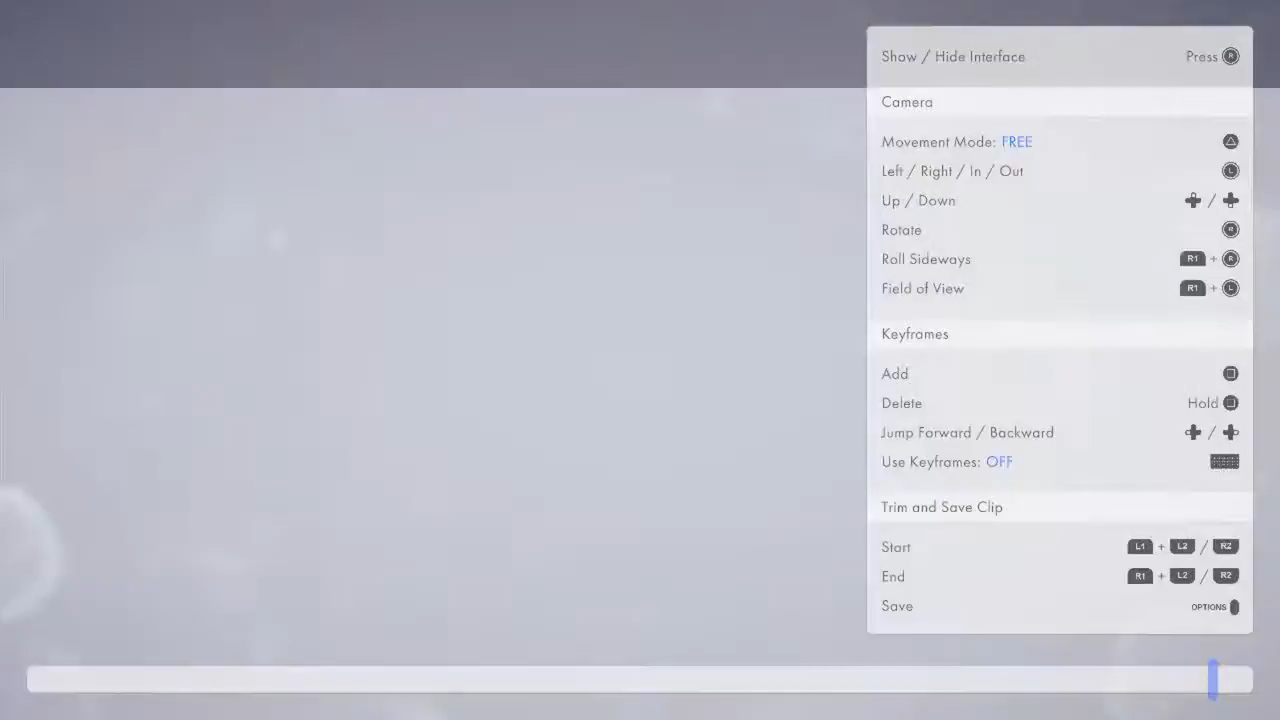 Show / Hide Interface Press R
Camera
Movement Mode: FREE
Left / Right / In / Out L
Up / Down /
Rotate R
Roll Sideways R1 + R
Field of View R1 + L
Keyframes
Add
Delete Hold
Jump Forward / Backward /
Use Keyframes: OFF
Trim and Save Clip
Start L1 + L2 / R2
End R1 + L2 / R2
Save OPTIONS